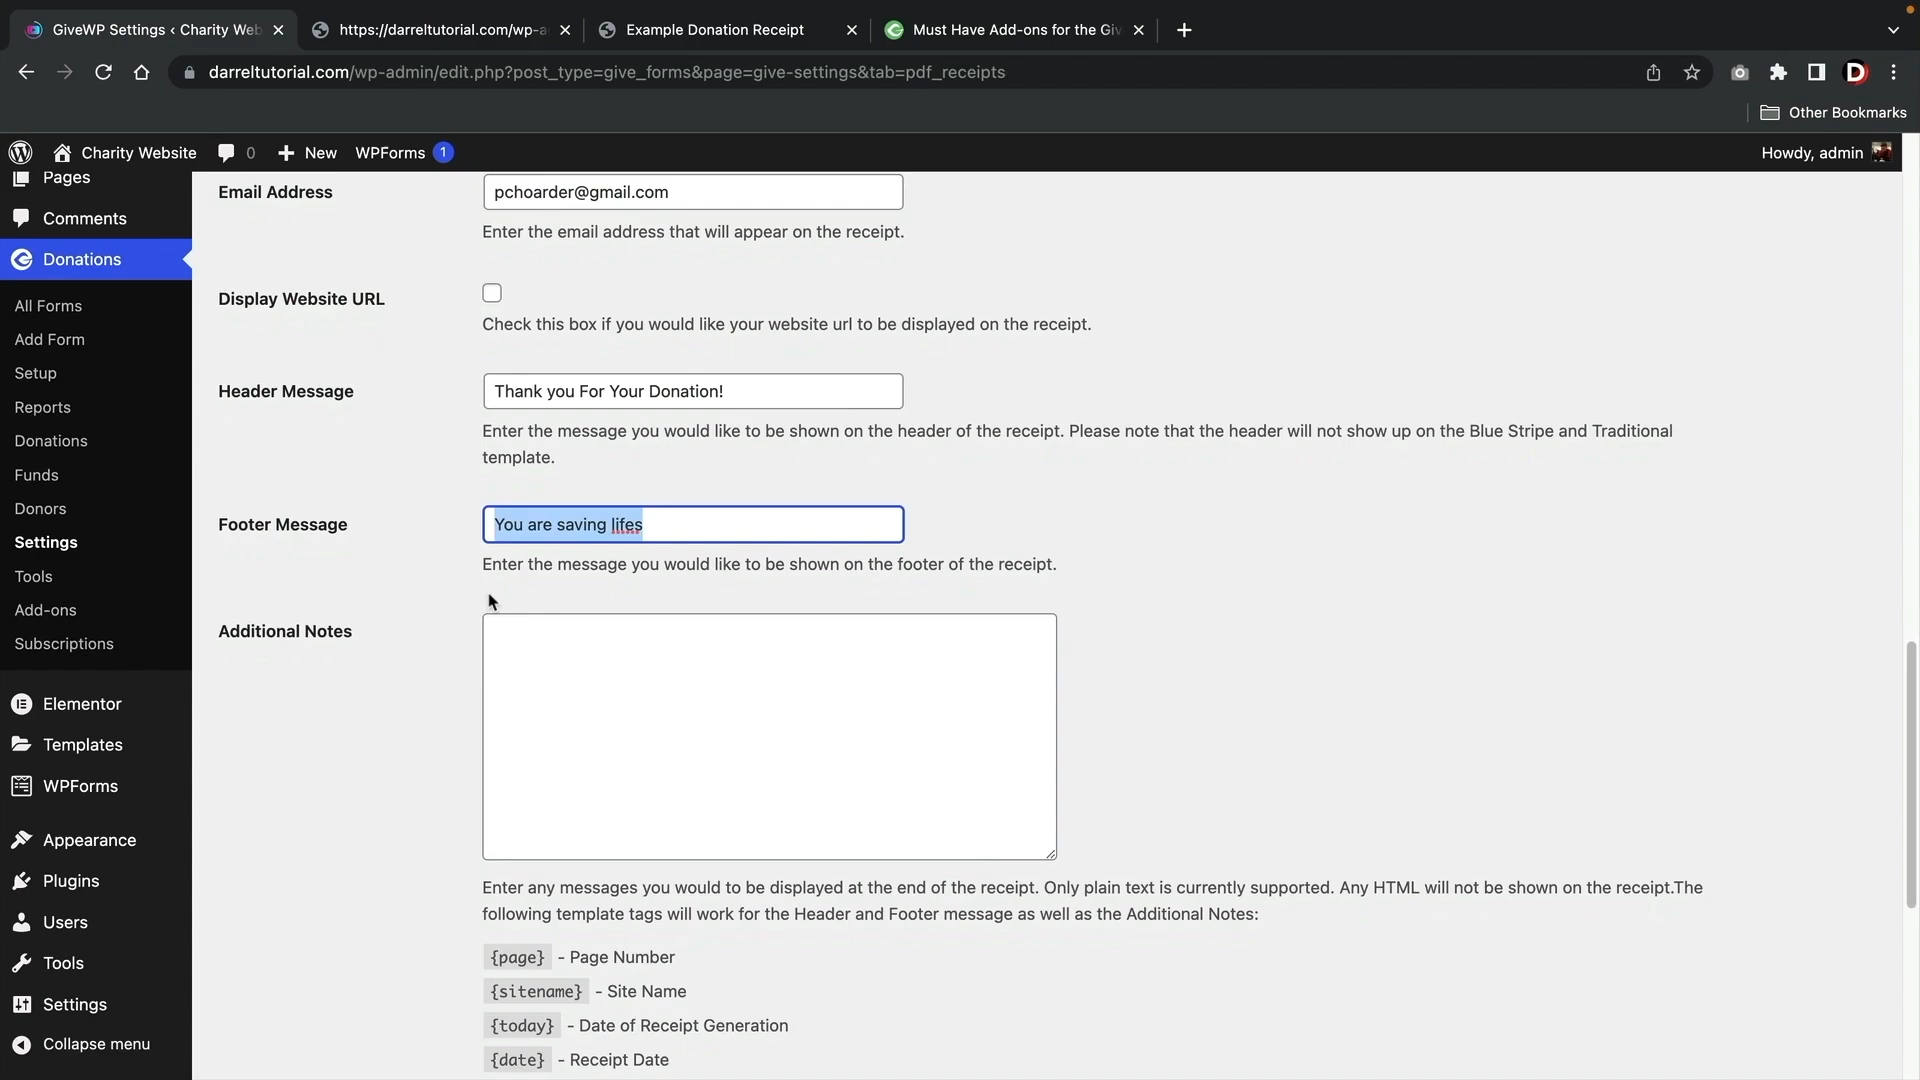 GiveWP Settings ‹ Charity Web
https://darreltutorial.com/wp-a
Example Donation Receipt
Must Have Add-ons for the Giv
darreltutorial.com/wp-admin/edit.php?post_type=give_forms&page=give-settings&tab=pdf_receipts
Other Bookmarks
Charity Website
0
New
WPForms
1
Howdy, admin
Pages
Comments
Donations
All Forms
Add Form
Setup
Reports
Donations
Funds
Donors
Settings
Tools
Add-ons
Subscriptions
Elementor
Templates
WPForms
Appearance
Plugins
Users
Tools
Settings
Collapse menu
Email Address
pchoarder@gmail.com
Enter the email address that will appear on the receipt.
Display Website URL
Check this box if you would like your website url to be displayed on the receipt.
Header Message
Thank you For Your Donation!
Enter the message you would like to be shown on the header of the receipt. Please note that the header will not show up on the Blue Stripe and Traditional
template.
Footer Message
You are saving lifes
Enter the message you would like to be shown on the footer of the receipt.
Additional Notes
Enter any messages you would to be displayed at the end of the receipt. Only plain text is currently supported. Any HTML will not be shown on the receipt.The
following template tags will work for the Header and Footer message as well as the Additional Notes:
{page} - Page Number
{sitename} - Site Name
{today} - Date of Receipt Generation
{date} - Receipt Date